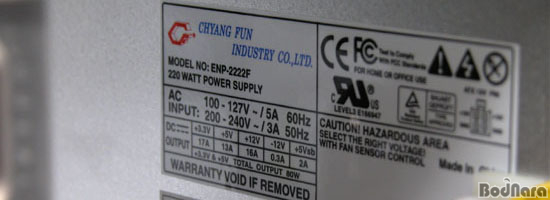 CHYANG FUN
INDUSTRY CO.,LTD.
MODEL NO: ENP-2222F
220 WATT POWER SUPPLY
AC INPUT: 100-127V~/5A 60Hz
200-240V~/3A 50Hz
DC OUTPUT
+3.3V +5V +12V -12V +5Vsb
17A 13A 16A 0.3A 2A
+3.3V & +5V TOTAL OUTPUT 80W
WARRANTY VOID IF REMOVED
CE FC Tested to Comply
With FCC Standards
FOR HOME OR OFFICE USE
LEVEL3 E166947
CAUTION! HAZARDOUS AREA
SELECT THE RIGHT VOLTAGE!
WITH FAN SENSOR CONTROL
Made in
BodNara